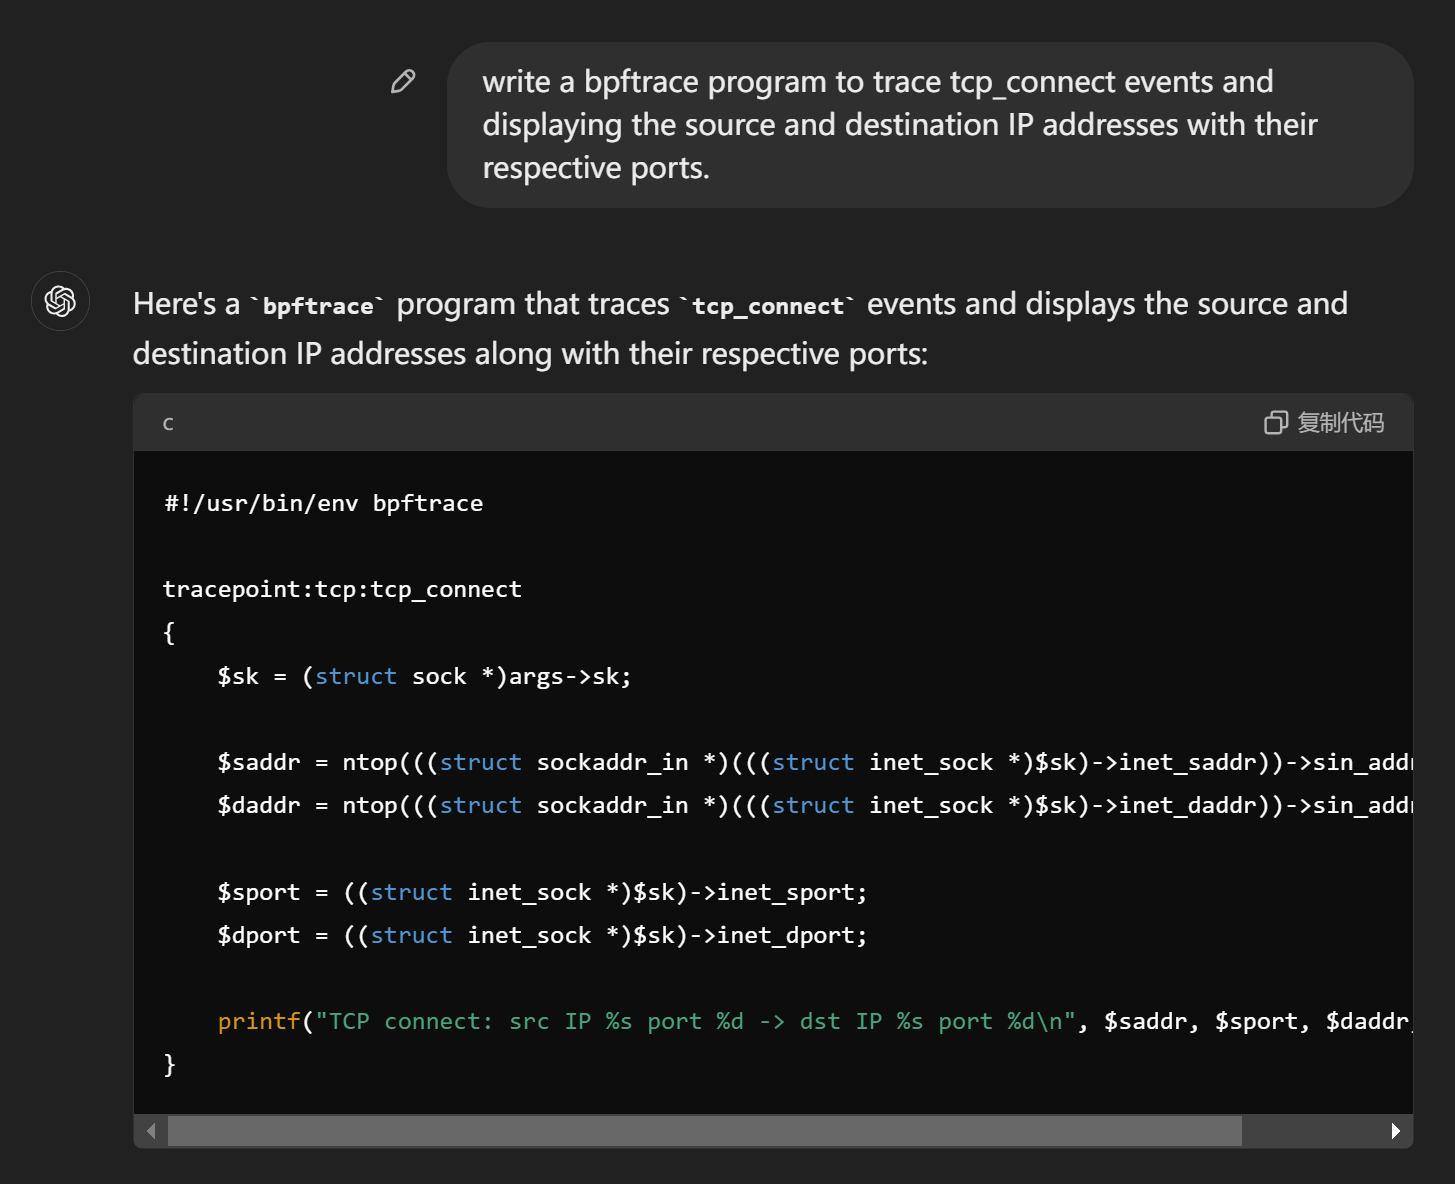 write a bpftrace program to trace tcp_connect events and
displaying the source and destination IP addresses with their
respective ports.
Here's a `bpftrace` program that traces `tcp_connect` events and displays the source and
destination IP addresses along with their respective ports:
c
复制代码
#!/usr/bin/env bpftrace
tracepoint:tcp:tcp_connect
{
    $sk = (struct sock *)args->sk;
    $saddr = ntop(((struct sockaddr_in *)(((struct inet_sock *)$sk)->inet_saddr))->sin_addr
    $daddr = ntop(((struct sockaddr_in *)(((struct inet_sock *)$sk)->inet_daddr))->sin_addr
    $sport = ((struct inet_sock *)$sk)->inet_sport;
    $dport = ((struct inet_sock *)$sk)->inet_dport;
    printf("TCP connect: src IP %s port %d -> dst IP %s port %d\n", $saddr, $sport, $daddr,
}